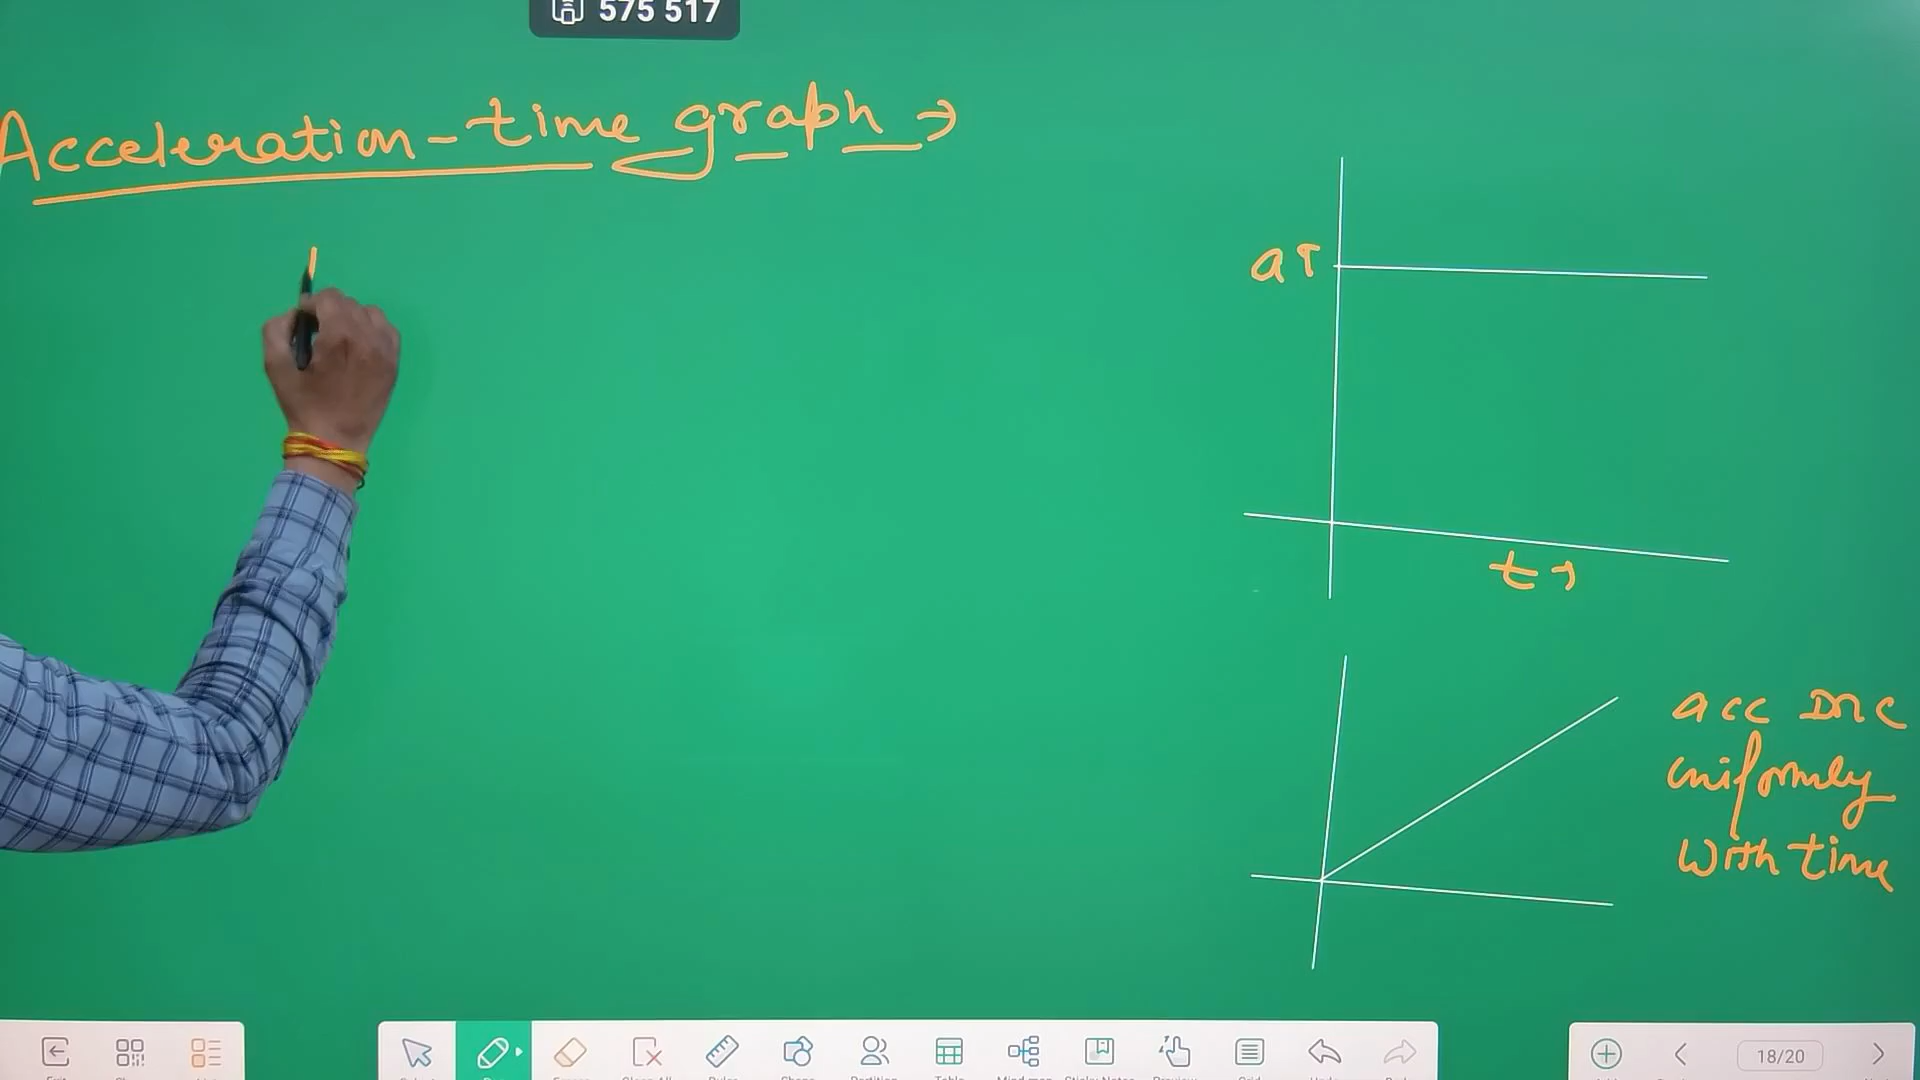 575 517
Acceleration-time graph →
a↑
t→
acc Inc
uniformly
with time
18/20